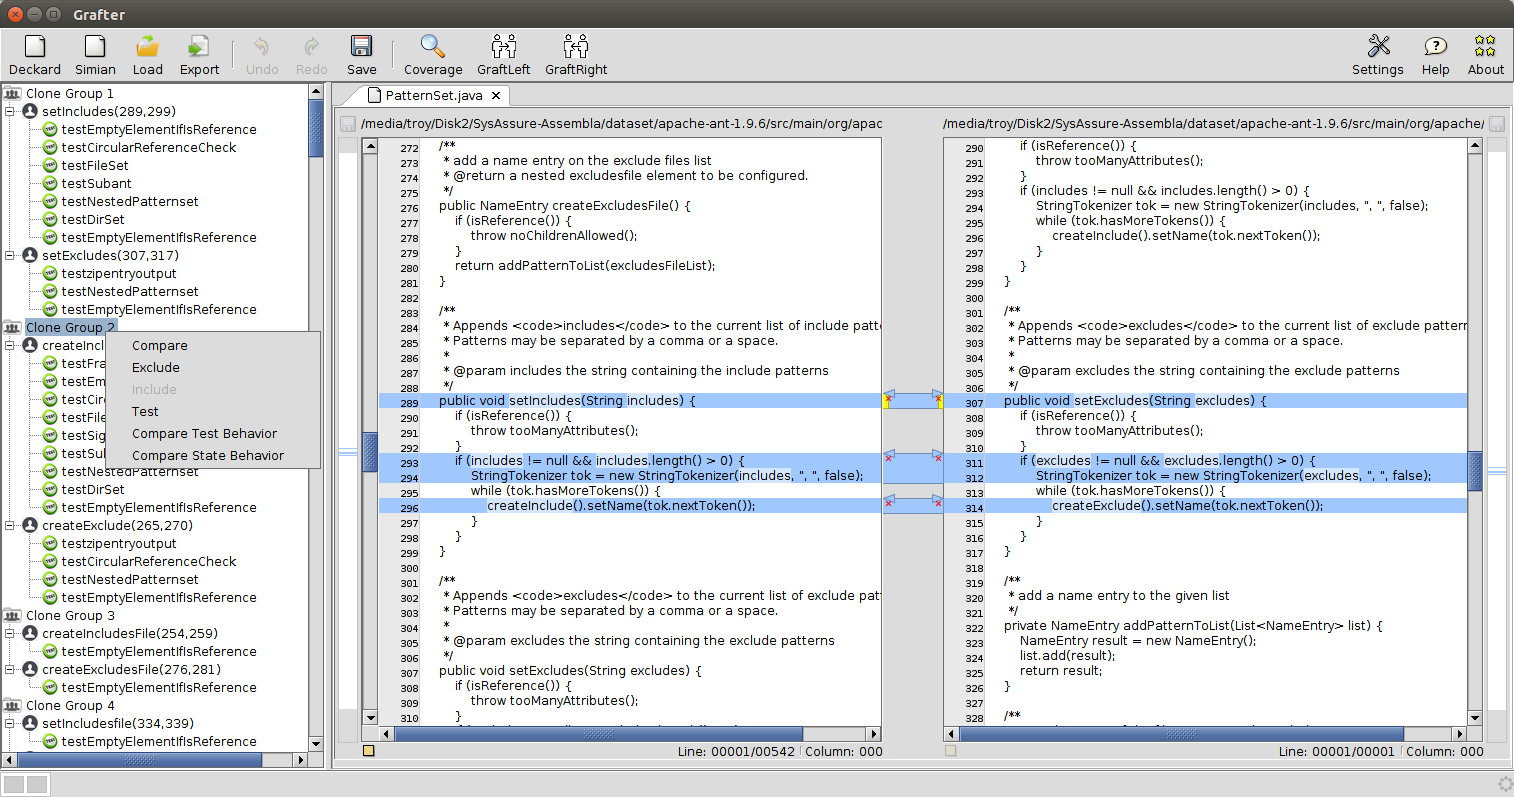 Grafter
Deckard Simian Load Export Undo Redo Save Coverage GraftLeft GraftRight Settings Help About
Clone Group 1
setIncludes(289,299)
testEmptyElementIfIsReference
testCircularReferenceCheck
testFileSet
testSubant
testNestedPatternset
testDirSet
testEmptyElementIfIsReference
setExcludes(307,317)
testzipentryoutput
testNestedPatternset
testEmptyElementIfIsReference
Clone Group 2
createIncl
testFra
testEm
testCir
testFile
testSig
testSul
testNestedPatternset
testDirSet
testEmptyElementIfIsReference
createExclude(265,270)
testzipentryoutput
testCircularReferenceCheck
testNestedPatternset
testEmptyElementIfIsReference
Clone Group 3
createIncludesFile(254,259)
testEmptyElementIfIsReference
createExcludesFile(276,281)
testEmptyElementIfIsReference
Clone Group 4
setIncludesfile(334,339)
testEmptyElementIfIsReference
Compare
Exclude
Include
Test
Compare Test Behavior
Compare State Behavior
PatternSet.java
/media/troy/Disk2/SysAssure-Assembla/dataset/apache-ant-1.9.6/src/main/org/apac
272 /**
273 * add a name entry on the exclude files list
274 * @return a nested excludesfile element to be configured.
275 */
276 public NameEntry createExcludesFile() {
277 if (isReference()) {
278 throw noChildrenAllowed();
279 }
280 return addPatternToList(excludesFileList);
281 }
282
283 /**
284 * Appends <code>includes</code> to the current list of include patt
285 * Patterns may be separated by a comma or a space.
286 *
287 * @param includes the string containing the include patterns
288 */
289 public void setIncludes(String includes) {
290 if (isReference()) {
291 throw tooManyAttributes();
292 }
293 if (includes != null && includes.length() > 0) {
294 StringTokenizer tok = new StringTokenizer(includes, ", ", false);
295 while (tok.hasMoreTokens()) {
296 createInclude().setName(tok.nextToken());
297 }
298 }
299 }
300
301 /**
302 * Appends <code>excludes</code> to the current list of exclude pat
303 * Patterns may be separated by a comma or a space.
304 *
305 * @param excludes the string containing the exclude patterns
306 */
307 public void setExcludes(String excludes) {
308 if (isReference()) {
309 throw tooManyAttributes();
310 }
Line: 00001/00542 Column: 000
/media/troy/Disk2/SysAssure-Assembla/dataset/apache-ant-1.9.6/src/main/org/apache/
290 if (isReference()) {
291 throw tooManyAttributes();
292 }
293 if (includes != null && includes.length() > 0) {
294 StringTokenizer tok = new StringTokenizer(includes, ", ", false);
295 while (tok.hasMoreTokens()) {
296 createInclude().setName(tok.nextToken());
297 }
298 }
299 }
300
301 /**
302 * Appends <code>excludes</code> to the current list of exclude patter
303 * Patterns may be separated by a comma or a space.
304 *
305 * @param excludes the string containing the exclude patterns
306 */
307 public void setExcludes(String excludes) {
308 if (isReference()) {
309 throw tooManyAttributes();
310 }
311 if (excludes != null && excludes.length() > 0) {
312 StringTokenizer tok = new StringTokenizer(excludes, ", ", false);
313 while (tok.hasMoreTokens()) {
314 createExclude().setName(tok.nextToken());
315 }
316 }
317 }
318
319 /**
320 * add a name entry to the given list
321 */
322 private NameEntry addPatternToList(List<NameEntry> list) {
323 NameEntry result = new NameEntry();
324 list.add(result);
325 return result;
326 }
327
328 /**
Line: 00001/00001 Column: 000